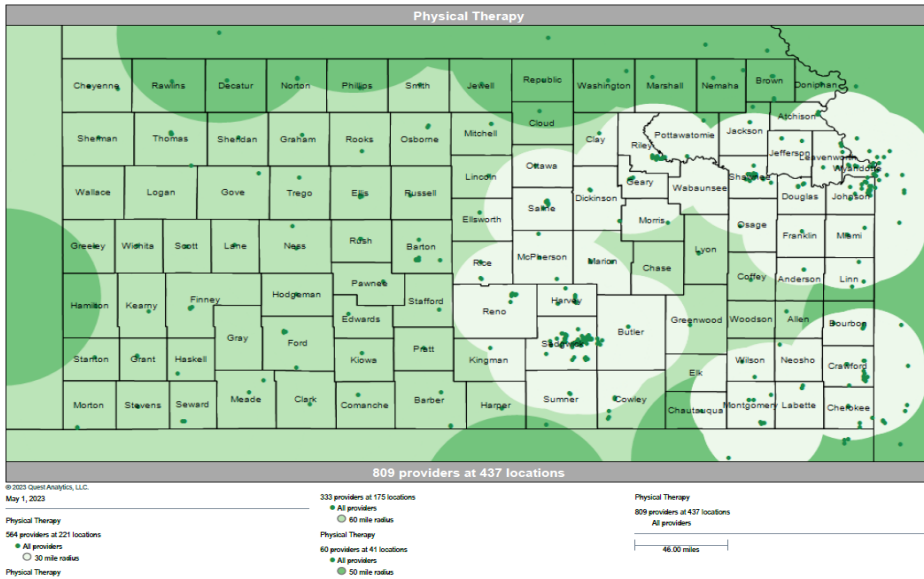 Physical Therapy
Cheyenne Rawlins Decatur Norton Phillips Smith Jewell Republic Washington Marshall Nemaha Brown Doniphan
Cloud Atchison
Sherman Thomas Sheridan Graham Rooks Osborne Mitchell Clay Riley Pottawatomie Jackson
Jefferson Leavenworth
Ottawa
Wallace Logan Gove Trego Ellis Russell Lincoln Dickinson Geary Wabaunsee Shawnee Wyandotte
Saline Douglas Johnson
Ellsworth Morris Osage
Greeley Wichita Scott Lane Ness Rush Barton Rice McPherson Marion Chase Lyon Franklin Miami
Pawnee Coffey Anderson Linn
Hamilton Kearny Finney Hodgeman Stafford Reno Harvey
Gray Ford Edwards Sedgwick Butler Greenwood Woodson Allen Bourbon
Stanton Grant Haskell Kiowa Pratt Kingman Wilson Neosho Crawford
Elk
Morton Stevens Seward Meade Clark Comanche Barber Harper Sumner Cowley Chautauqua Montgomery Labette Cherokee
809 providers at 437 locations
© 2023 Quest Analytics, LLC.
May 1, 2023
Physical Therapy
564 providers at 221 locations
All providers
30 mile radius
Physical Therapy
333 providers at 175 locations
All providers
60 mile radius
Physical Therapy
60 providers at 41 locations
All providers
50 mile radius
Physical Therapy
809 providers at 437 locations
All providers
46.00 miles